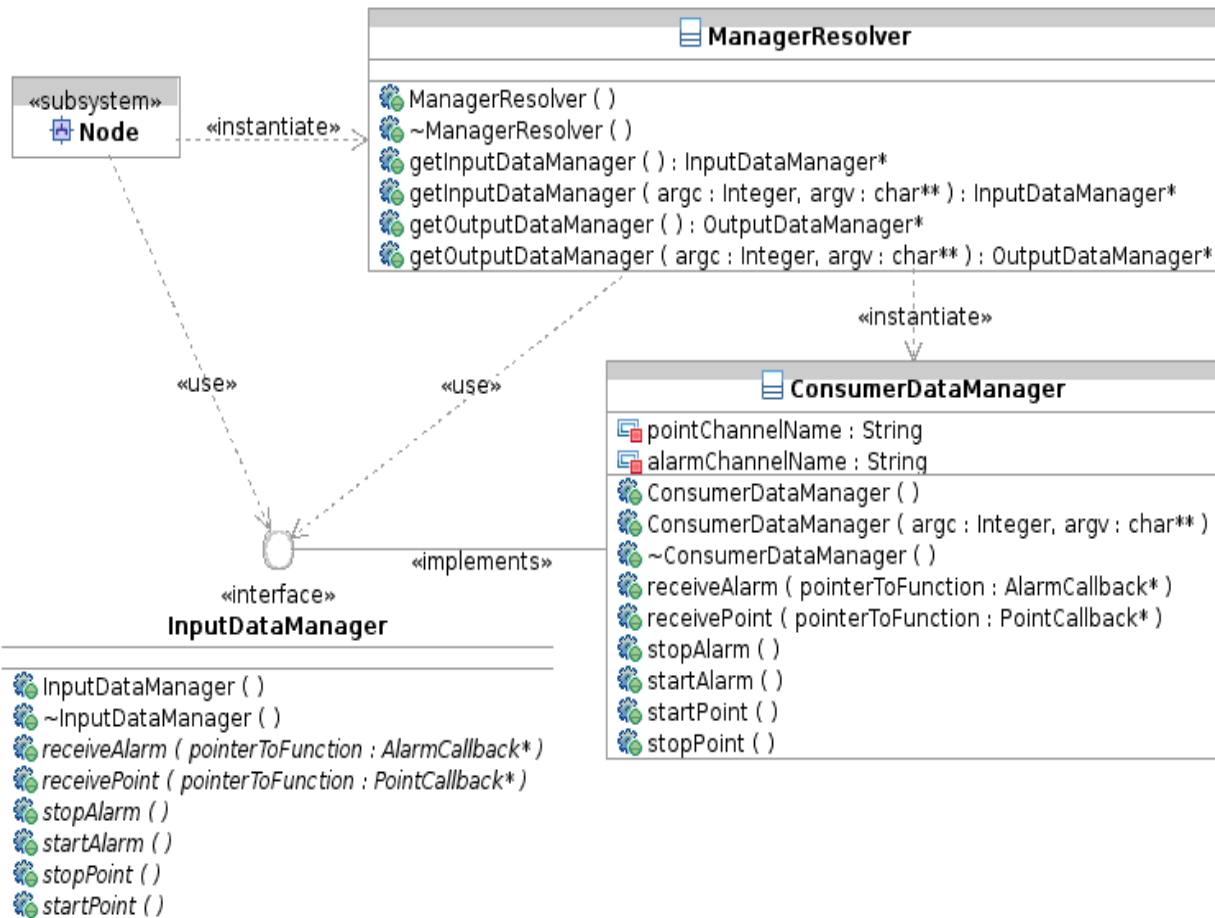 ManagerResolver
ManagerResolver ( )
~ManagerResolver ( )
getInputDataManager ( ) : InputDataManager*
getInputDataManager ( argc : Integer, argv : char** ) : InputDataManager*
getOutputDataManager ( ) : OutputDataManager*
getOutputDataManager ( argc : Integer, argv : char** ) : OutputDataManager*
«subsystem»
Node
«instantiate»
«instantiate»
«use»
«use»
ConsumerDataManager
pointChannelName : String
alarmChannelName : String
ConsumerDataManager ( )
ConsumerDataManager ( argc : Integer, argv : char** )
~ConsumerDataManager ( )
receiveAlarm ( pointerToFunction : AlarmCallback* )
receivePoint ( pointerToFunction : PointCallback* )
stopAlarm ( )
startAlarm ( )
startPoint ( )
stopPoint ( )
«implements»
«interface»
InputDataManager
InputDataManager ( )
~InputDataManager ( )
receiveAlarm ( pointerToFunction : AlarmCallback* )
receivePoint ( pointerToFunction : PointCallback* )
stopAlarm ( )
startAlarm ( )
stopPoint ( )
startPoint ( )